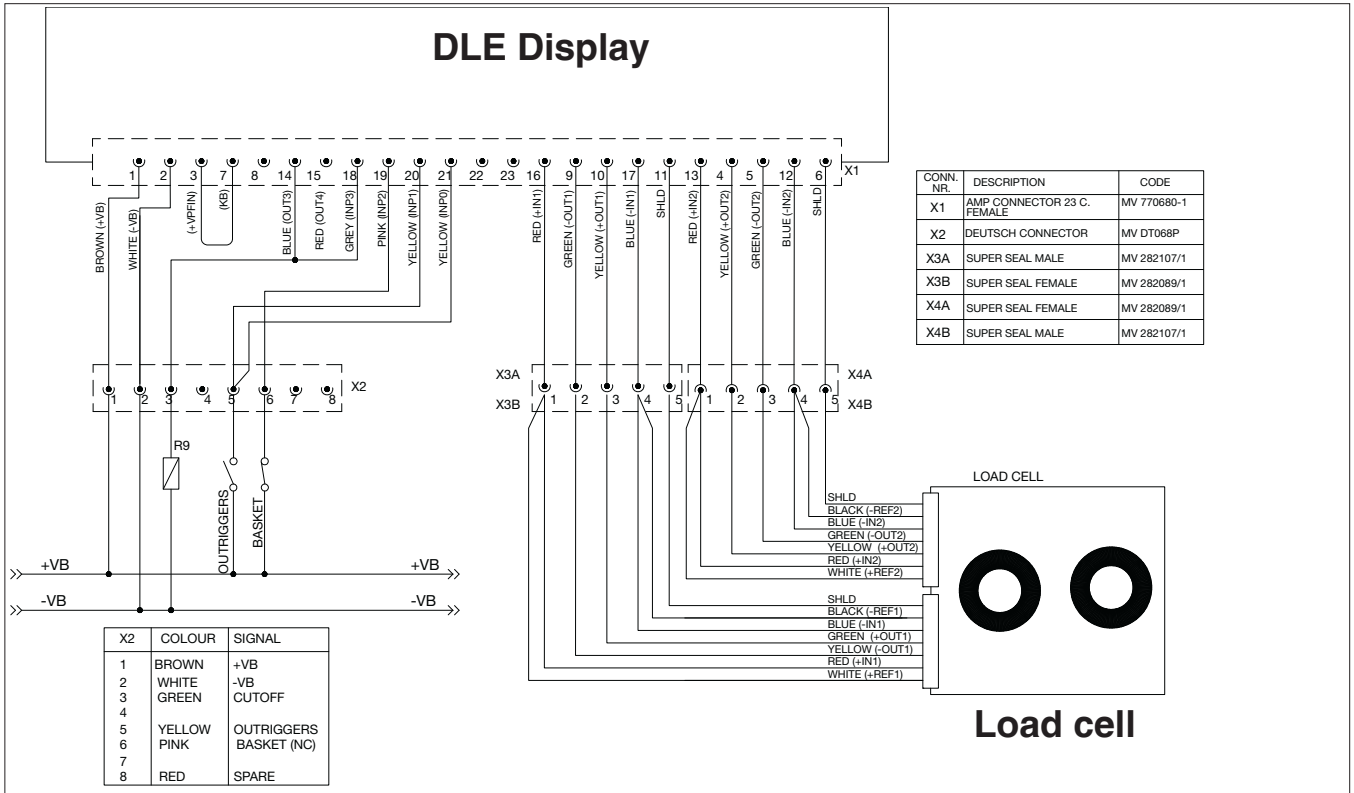 DLE Display
1 2 3 7 8 14 15 18 19 20 21 22 23 16 9 10 17 11 13 4 5 12 6
X1
BROWN (+VB)
WHITE (-VB)
(+VPFIN)
(KB)
BLUE (OUT3)
RED (OUT4)
GREY (INP3)
PINK (INP2)
YELLOW (INP1)
YELLOW (INP0)
RED (+IN1)
GREEN (-OUT1)
YELLOW (+OUT1)
BLUE (-IN1)
SHLD
RED (+IN2)
YELLOW (+OUT2)
GREEN (-OUT2)
BLUE (-IN2)
SHLD
CONN. NR. DESCRIPTION CODE
X1 AMP CONNECTOR 23 C. FEMALE MV 770680-1
X2 DEUTSCH CONNECTOR MV DT068P
X3A SUPER SEAL MALE MV 282107/1
X3B SUPER SEAL FEMALE MV 282089/1
X4A SUPER SEAL FEMALE MV 282089/1
X4B SUPER SEAL MALE MV 282107/1
1 2 3 4 5 6 7 8
X2
X3A
X3B
1 2 3 4 5
X4A
X4B
1 2 3 4 5
R9
OUTRIGGERS
BASKET
+VB +VB
-VB -VB
LOAD CELL
SHLD
BLACK (-REF2)
BLUE (-IN2)
GREEN (-OUT2)
YELLOW (+OUT2)
RED (+IN2)
WHITE (+REF2)
SHLD
BLACK (-REF1)
BLUE (-IN1)
GREEN (+OUT1)
YELLOW (-OUT1)
RED (+IN1)
WHITE (+REF1)
Load cell
X2 COLOUR SIGNAL
1 BROWN +VB
2 WHITE -VB
3 GREEN CUTOFF
4
5 YELLOW OUTRIGGERS
6 PINK BASKET (NC)
7
8 RED SPARE